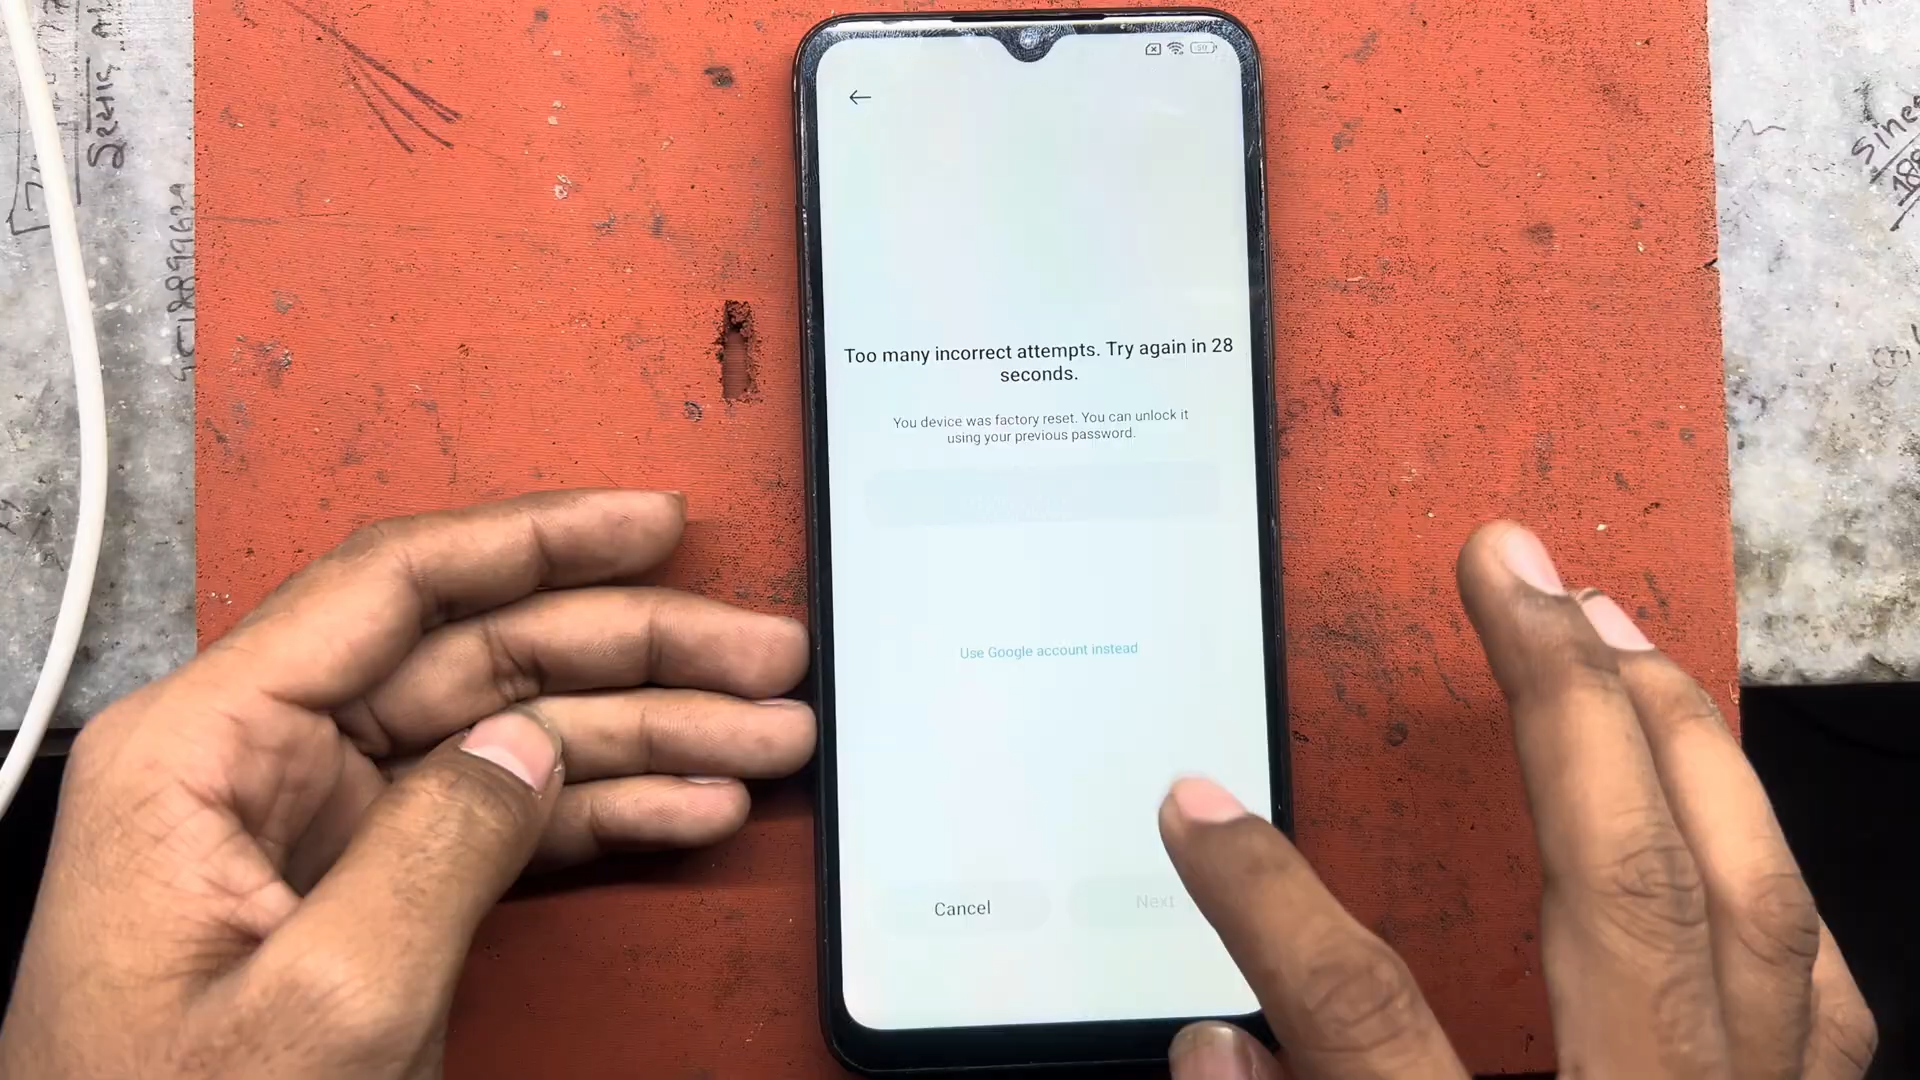 50
Too many incorrect attempts. Try again in 28
seconds.
You device was factory reset. You can unlock it
using your previous password.
Use Google account instead
Cancel
Next